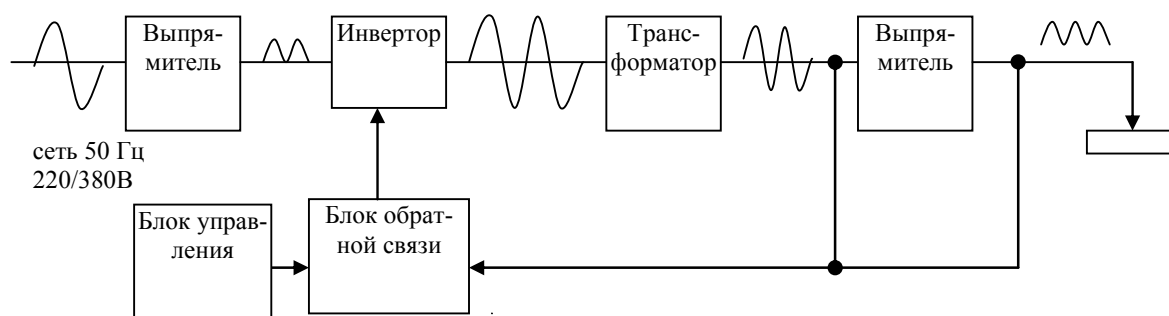 Выпря-
митель
Инвертор
Транс-
форматор
Выпря-
митель
сеть 50 Гц
220/380В
Блок управ-
ления
Блок обрат-
ной связи